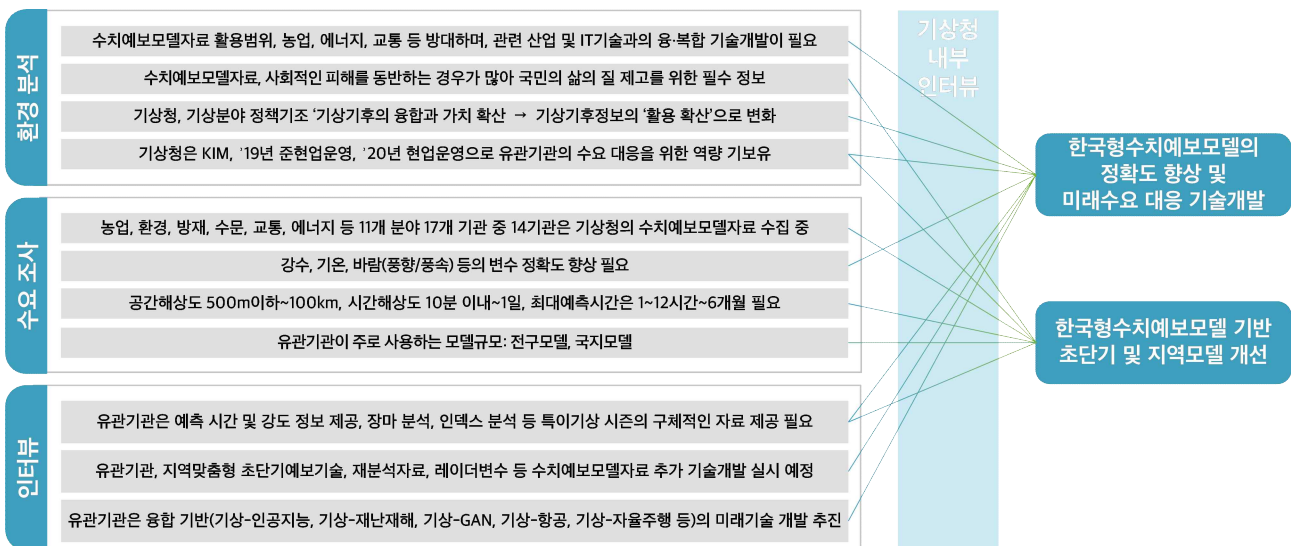 환경 분석
수치예보모델자료 활용범위, 농업, 에너지, 교통 등 방대하며, 관련 산업 및 IT기술과의 융·복합 기술개발이 필요
수치예보모델자료, 사회적인 피해를 동반하는 경우가 많아 국민의 삶의 질 제고를 위한 필수 정보
기상청, 기상분야 정책기조 ‘기상기후의 융합과 가치 확산 → 기상기후정보의 ‘활용 확산’으로 변화
기상청은 KIM, ’19년 준현업운영, ’20년 현업운영으로 유관기관의 수요 대응을 위한 역량 기보유
수요 조사
농업, 환경, 방재, 수문, 교통, 에너지 등 11개 분야 17개 기관 중 14기관은 기상청의 수치예보모델자료 수집 중
강수, 기온, 바람(풍향/풍속) 등의 변수 정확도 향상 필요
공간해상도 500m이하~100km, 시간해상도 10분 이내~1일, 최대예측시간은 1~12시간~6개월 필요
유관기관이 주로 사용하는 모델규모: 전구모델, 국지모델
인터뷰
유관기관은 예측 시간 및 강도 정보 제공, 장마 분석, 인덱스 분석 등 특이기상 시즌의 구체적인 자료 제공 필요
유관기관, 지역맞춤형 초단기예보기술, 재분석자료, 레이더변수 등 수치예보모델자료 추가 기술개발 실시 예정
유관기관은 융합 기반(기상-인공지능, 기상-재난재해, 기상-GAN, 기상-항공, 기상-자율주행 등)의 미래기술 개발 추진
기상청
내부
인터뷰
한국형수치예보모델의
정확도 향상 및
미래수요 대응 기술개발
한국형수치예보모델 기반
초단기 및 지역모델 개선